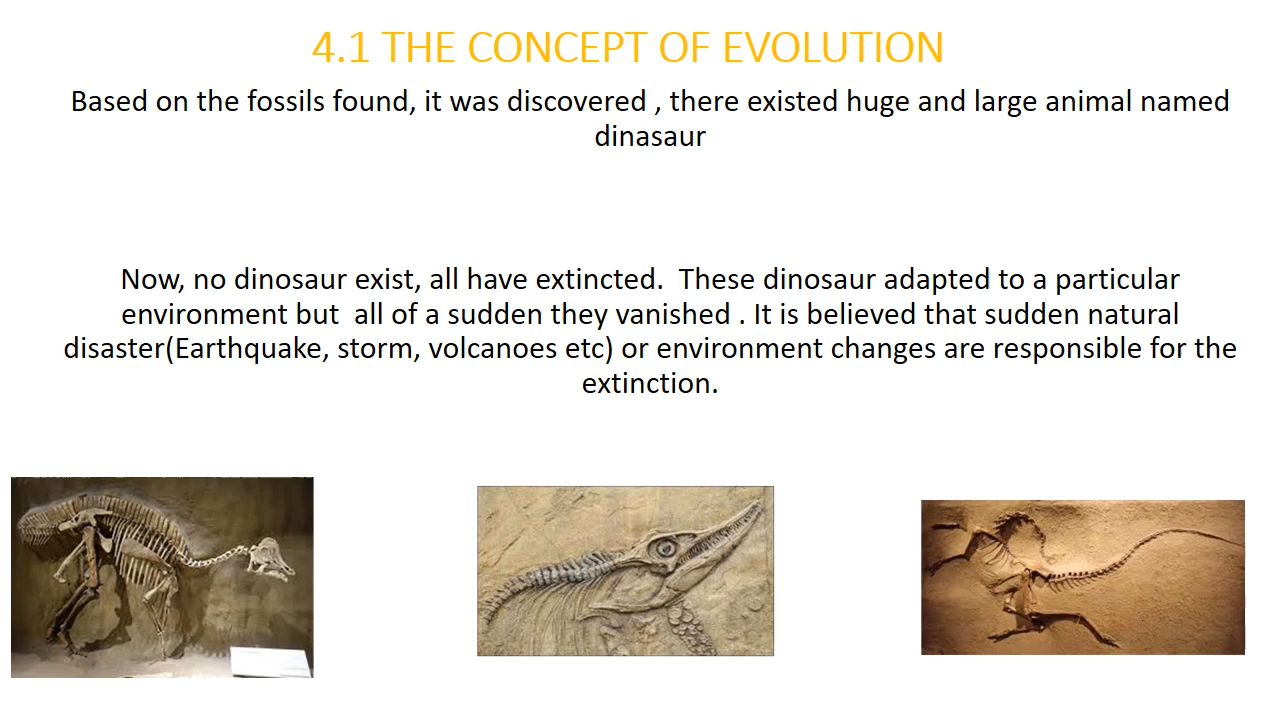 4.1 THE CONCEPT OF EVOLUTION
Based on the fossils found, it was discovered , there existed huge and large animal named
dinasaur
Now, no dinosaur exist, all have extincted.  These dinosaur adapted to a particular
environment but  all of a sudden they vanished . It is believed that sudden natural
disaster(Earthquake, storm, volcanoes etc) or environment changes are responsible for the
extinction.